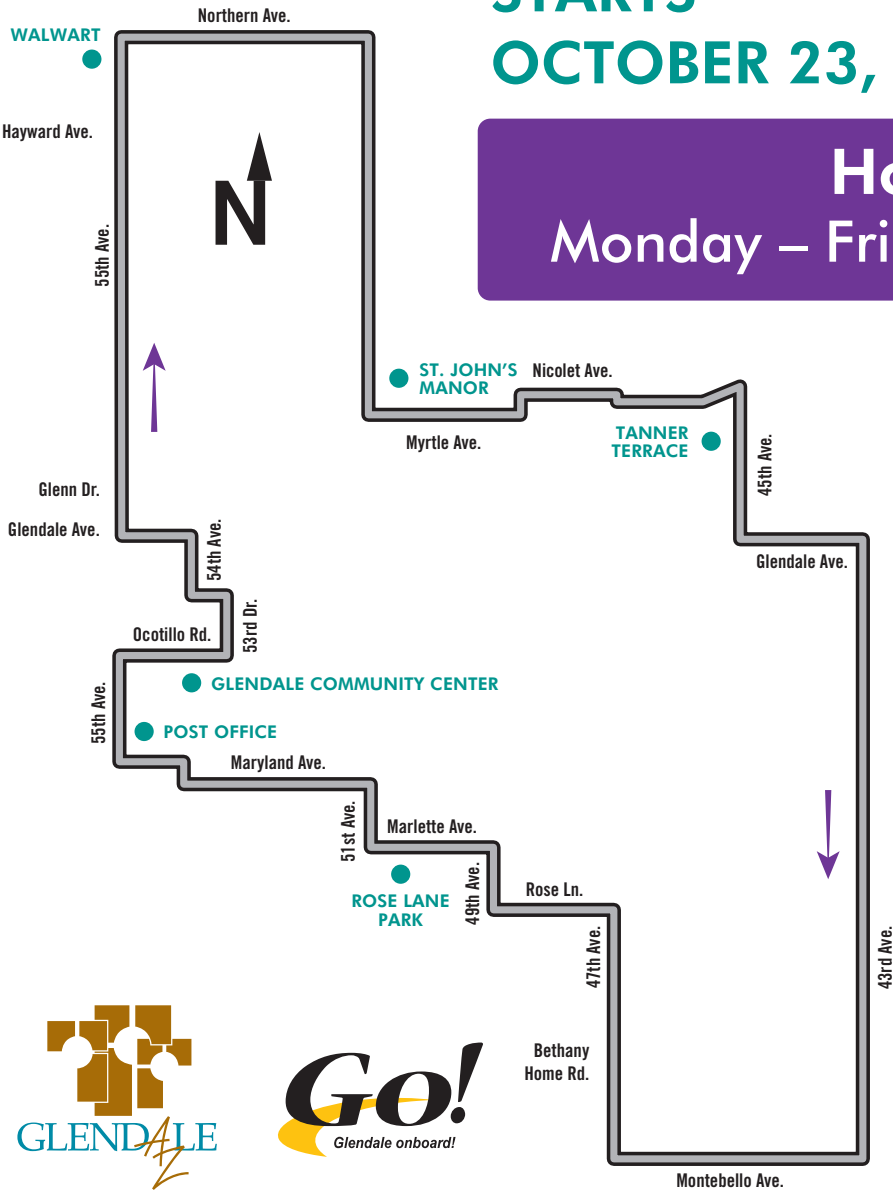 STARTS
OCTOBER 23,
Monday – Fri
Northern Ave.
WALWART
Hayward Ave.
N
55th Ave.
ST. JOHN'S
MANOR
Nicolet Ave.
Myrtle Ave.
TANNER
TERRACE
45th Ave.
Glenn Dr.
Glendale Ave.
54th Ave.
Glendale Ave.
53rd Dr.
Ocotillo Rd.
GLENDALE COMMUNITY CENTER
55th Ave.
POST OFFICE
Maryland Ave.
51st Ave.
Marlette Ave.
ROSE LANE
PARK
49th Ave.
Rose Ln.
47th Ave.
43rd Ave.
Bethany
Home Rd.
Montebello Ave.
GLENDALE
AZ
Go!
Glendale onboard!